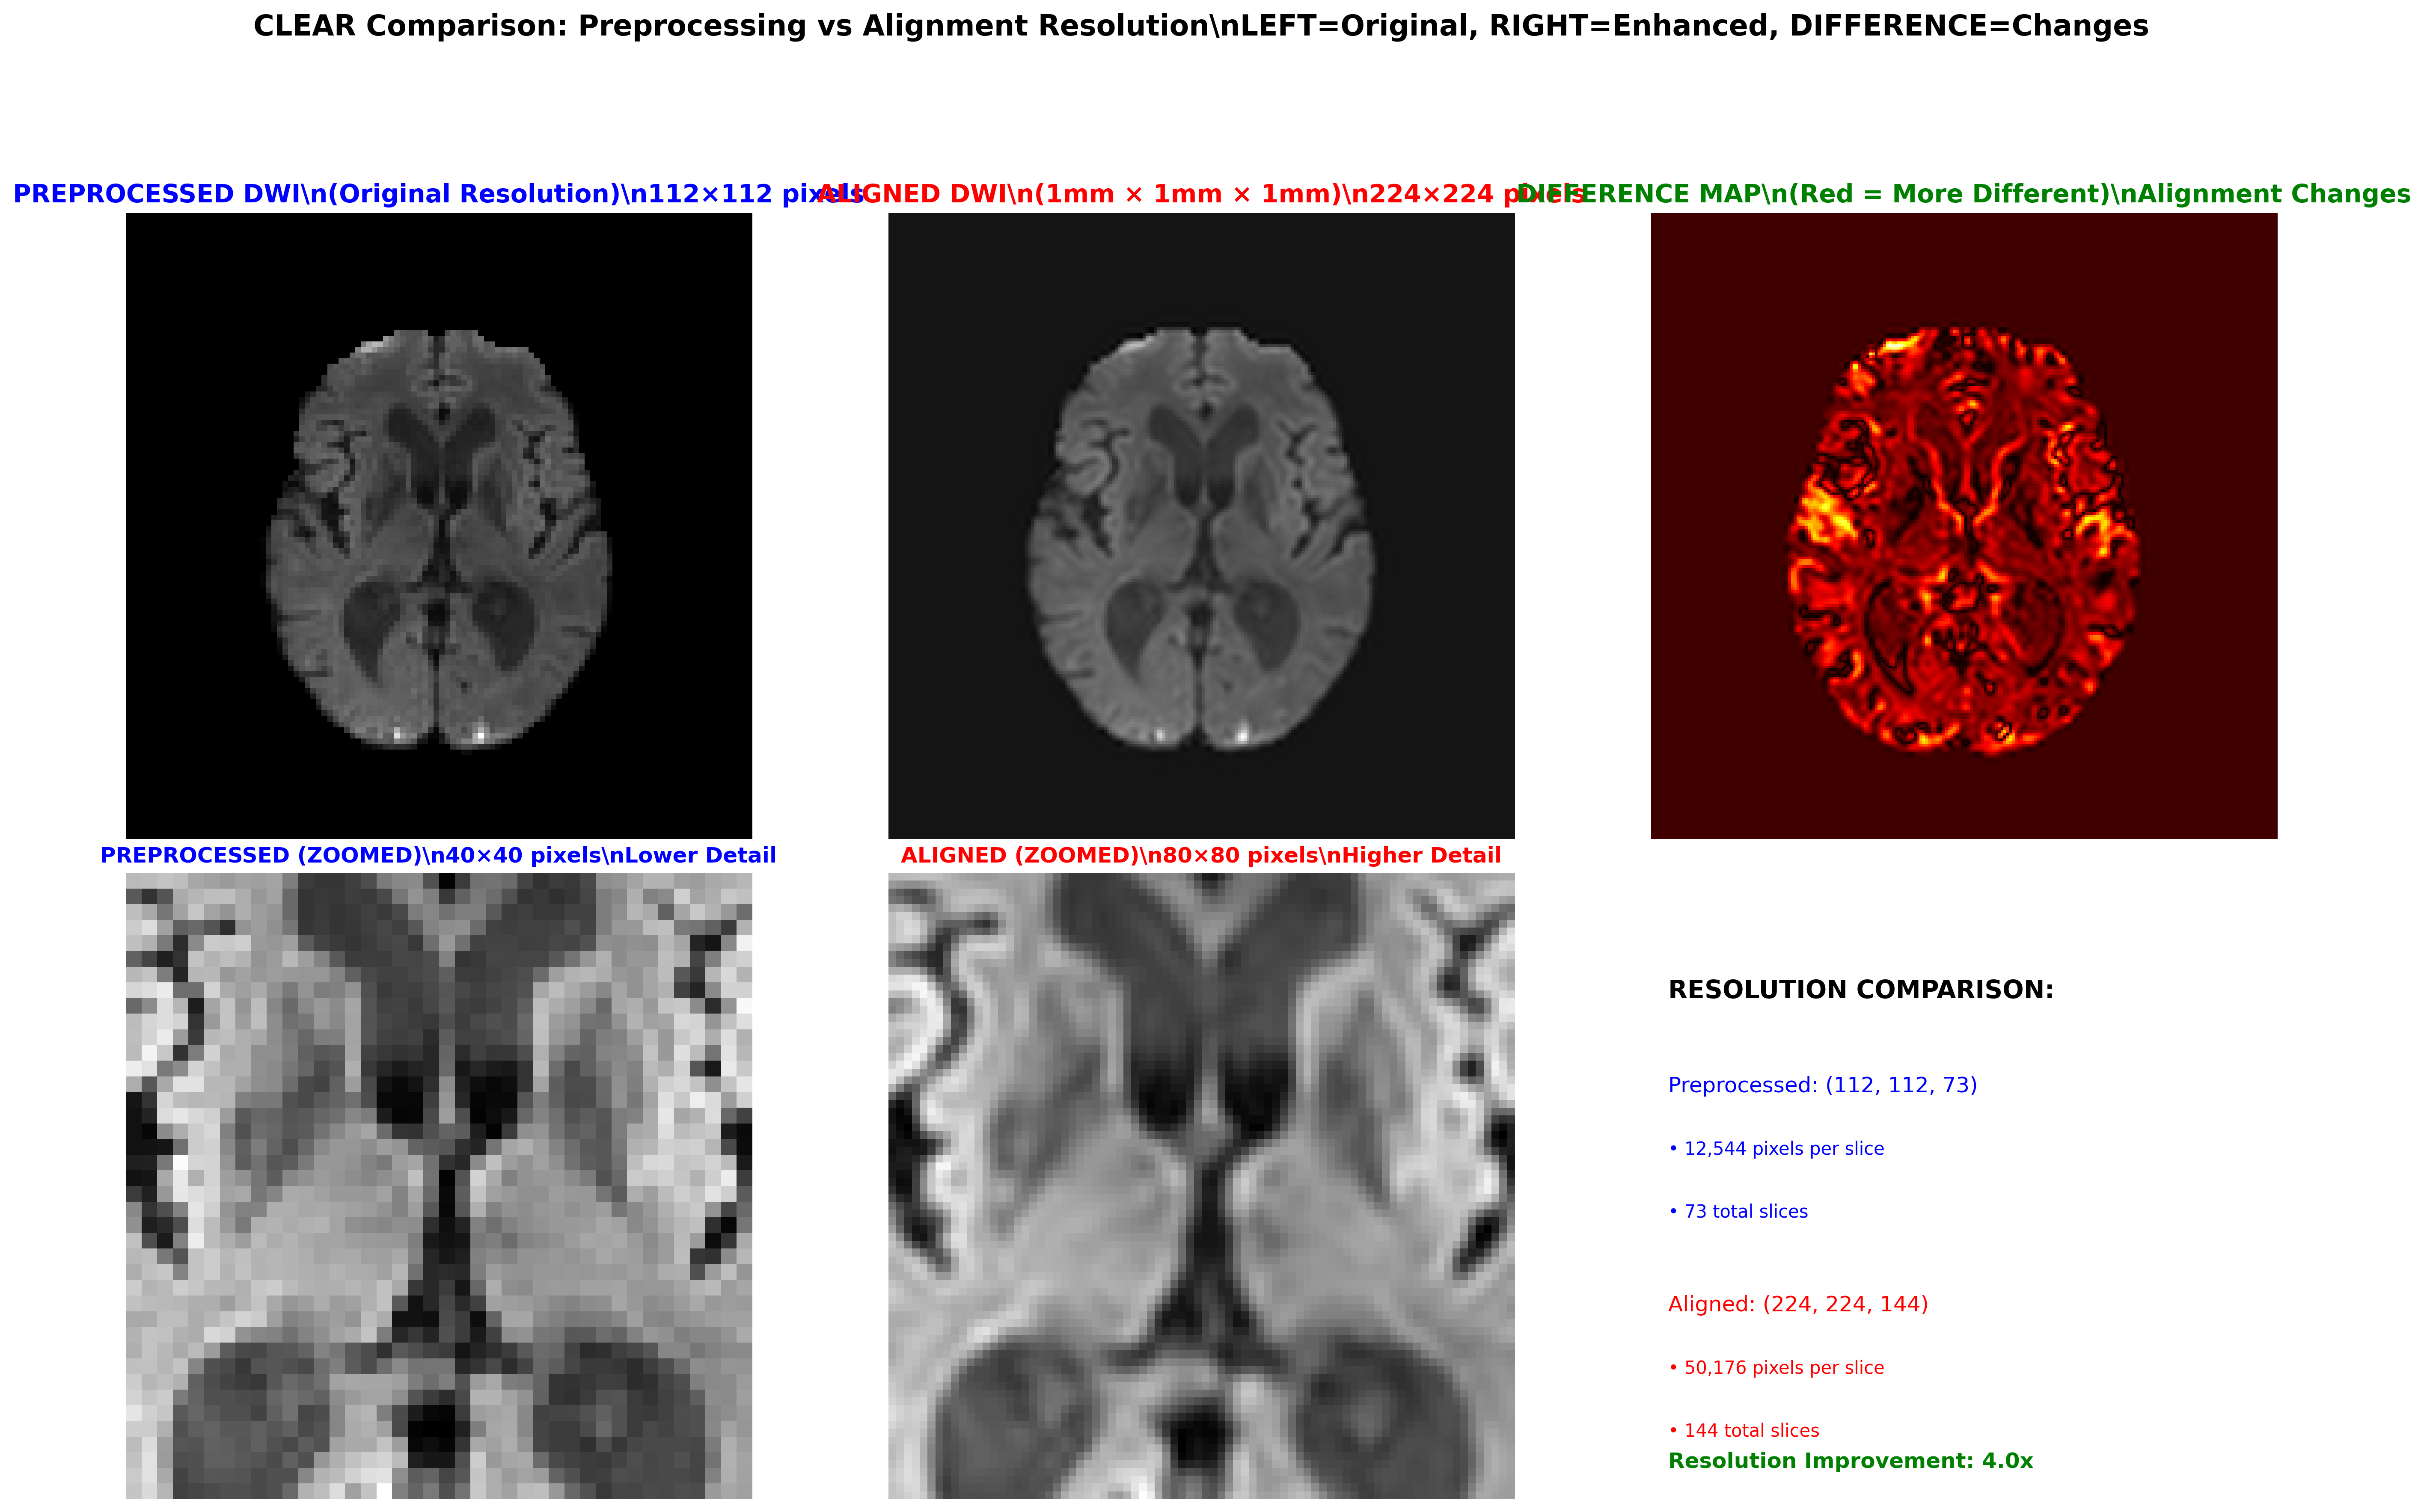 CLEAR Comparison: Preprocessing vs Alignment Resolution\nLEFT=Original, RIGHT=Enhanced, DIFFERENCE=Changes
PREPROCESSED DWI\n(Original Resolution)\n112×112 pixels
ALIGNED DWI\n(1mm × 1mm × 1mm)\n224×224 pixels
DIFFERENCE MAP\n(Red = More Different)\nAlignment Changes
PREPROCESSED (ZOOMED)\n40×40 pixels\nLower Detail
ALIGNED (ZOOMED)\n80×80 pixels\nHigher Detail
RESOLUTION COMPARISON:
Preprocessed: (112, 112, 73)
• 12,544 pixels per slice
• 73 total slices
Aligned: (224, 224, 144)
• 50,176 pixels per slice
• 144 total slices
Resolution Improvement: 4.0x